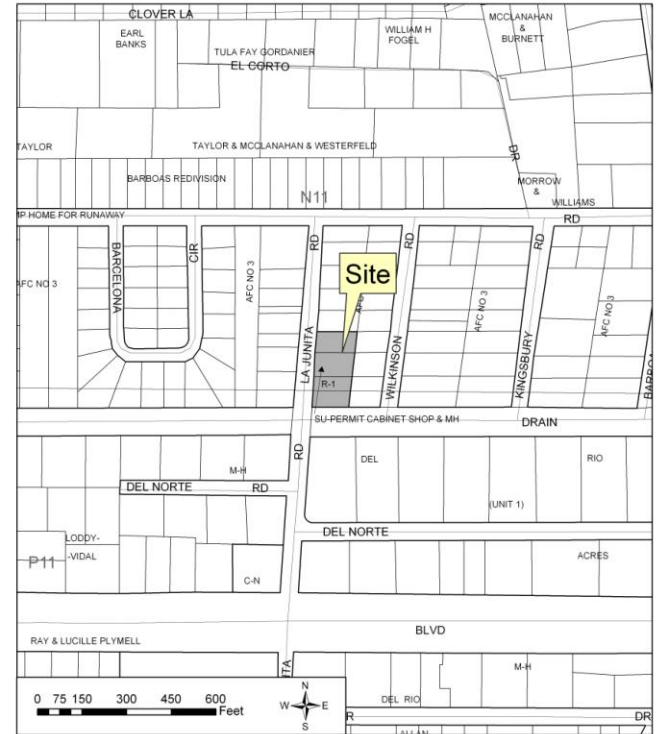 CLOVER LA
EARL
BANKS
TULA FAY GORDANIER
EL CORTO
WILLIAM H
FOGEL
MCCLANAHAN
&
BURNETT
TAYLOR
TAYLOR & MCCLANAHAN & WESTERFELD
DR
BARBOAS REDIVISION
N11
MORROW
&
WILLIAMS
MP HOME FOR RUNAWAY
RD
BARCELONA
CIR
AFC NO 3
AFC NO 3
LA JUNITA
RD
Site
R-1
WILKINSON
RD
AFC NO 3
KINGSBURY
RD
AFC NO 3
SU-PERMIT CABINET SHOP & MH
DRAIN
RD
M-H
DEL
RIO
DEL NORTE
RD
(UNIT 1)
DEL NORTE
LODDY-
-VIDAL
P11
C-N
ACRES
BLVD
RAY & LUCILLE PLYMELL
M-H
0 75 150 300 450 600
Feet
N
W E
S
DEL RIO
DR